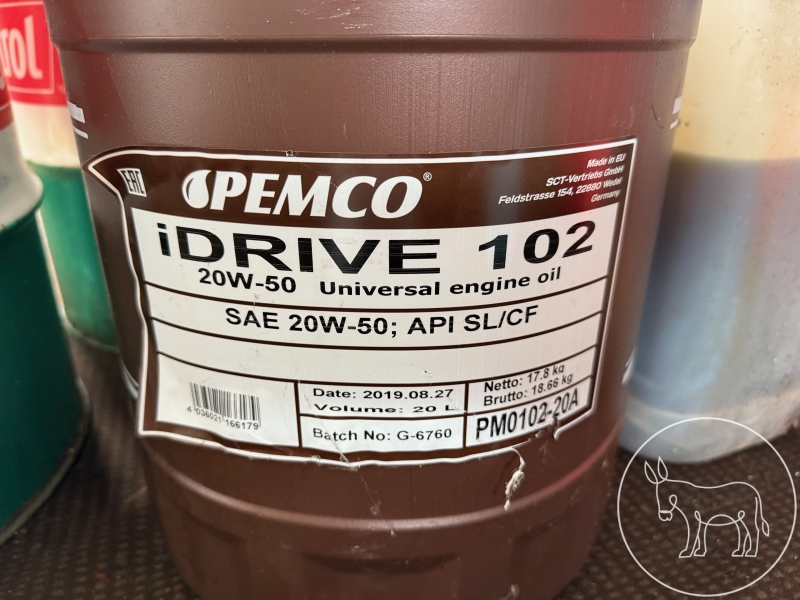 rol
EAC
PEMCO®
Made in EU
SCT-Vertriebs GmbH
Feldstrasse 154, 22880 Wedel
Germany
iDRIVE 102
20W-50 Universal engine oil
SAE 20W-50; API SL/CF
4 036021 166179
Date: 2019.08.27
Volume: 20 L
Batch No: G-6760
Netto: 17.8 kg
Brutto: 18.66 kg
PM0102-20A